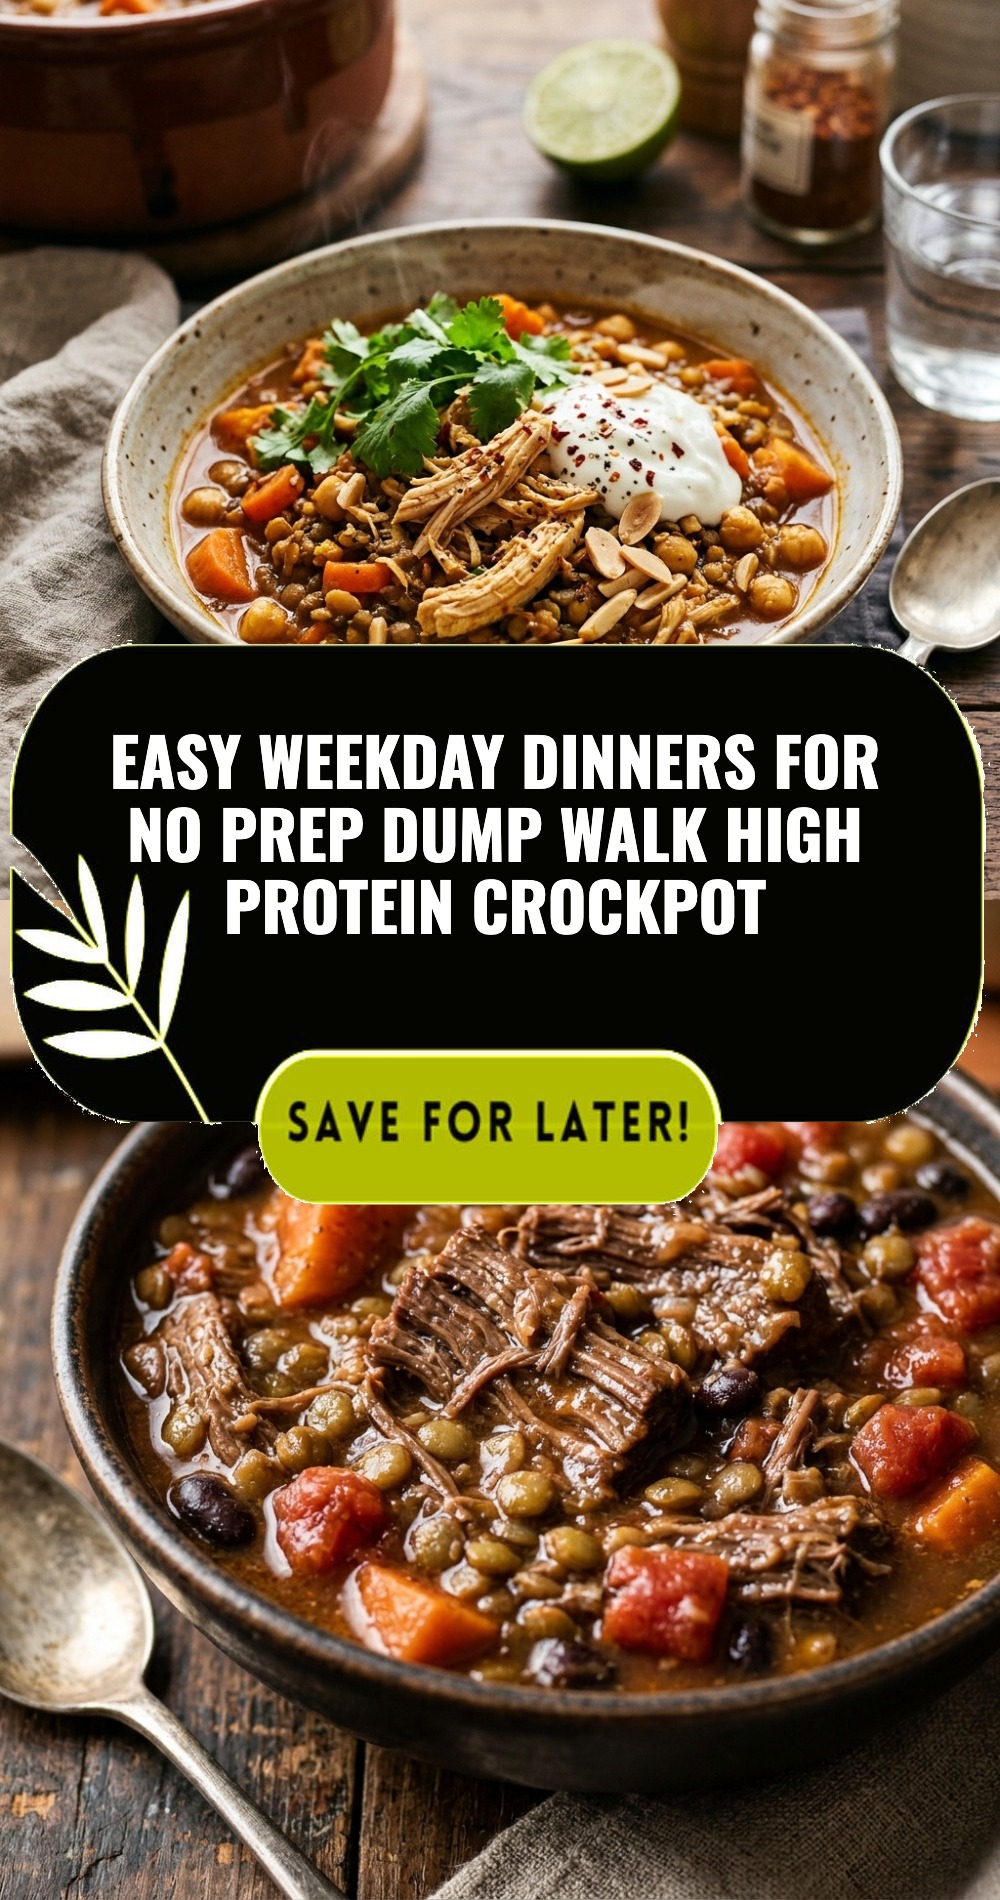 EASY WEEKDAY DINNERS FOR
NO PREP DUMP WALK HIGH
PROTEIN CROCKPOT
SAVE FOR LATER!